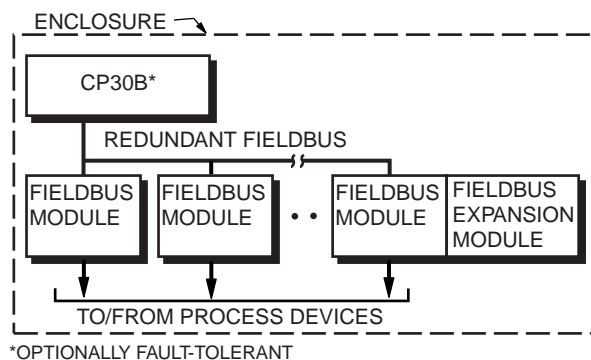 ENCLOSURE
CP30B*
REDUNDANT FIELDBUS
FIELDBUS
MODULE
FIELDBUS
MODULE
FIELDBUS
MODULE
FIELDBUS
EXPANSION
MODULE
TO/FROM PROCESS DEVICES
*OPTIONALLY FAULT-TOLERANT